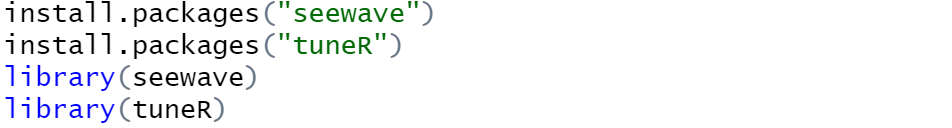 install.packages("seewave")
install.packages("tuneR")
library(seewave)
library(tuneR)